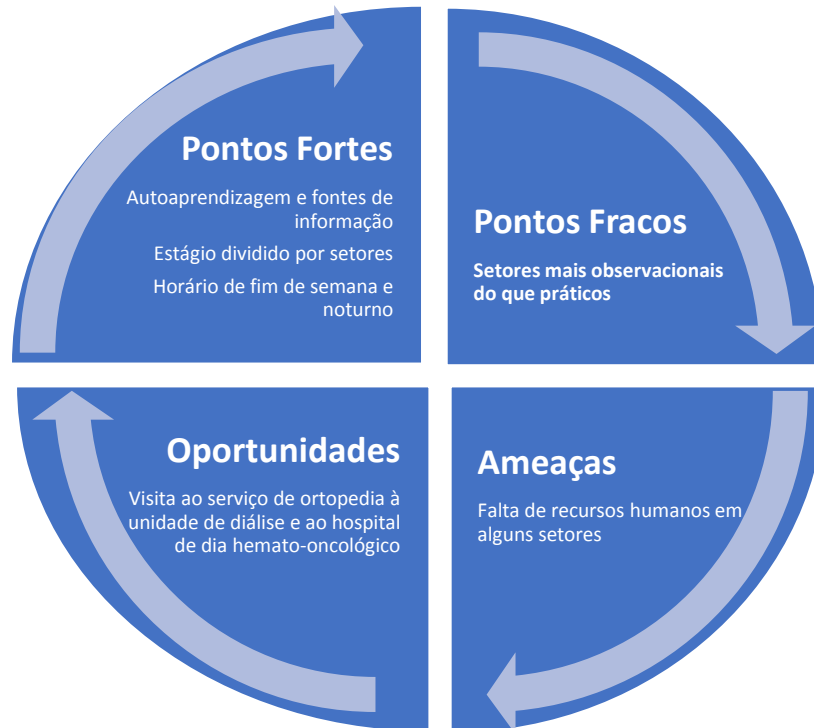 Pontos Fortes
Autoaprendizagem e fontes de
informação
Estágio dividido por setores
Horário de fim de semana e
noturno
Pontos Fracos
Setores mais observacionais
do que práticos
Oportunidades
Visita ao serviço de ortopedia à
unidade de diálise e ao hospital
de dia hemato-oncológico
Ameaças
Falta de recursos humanos em
alguns setores